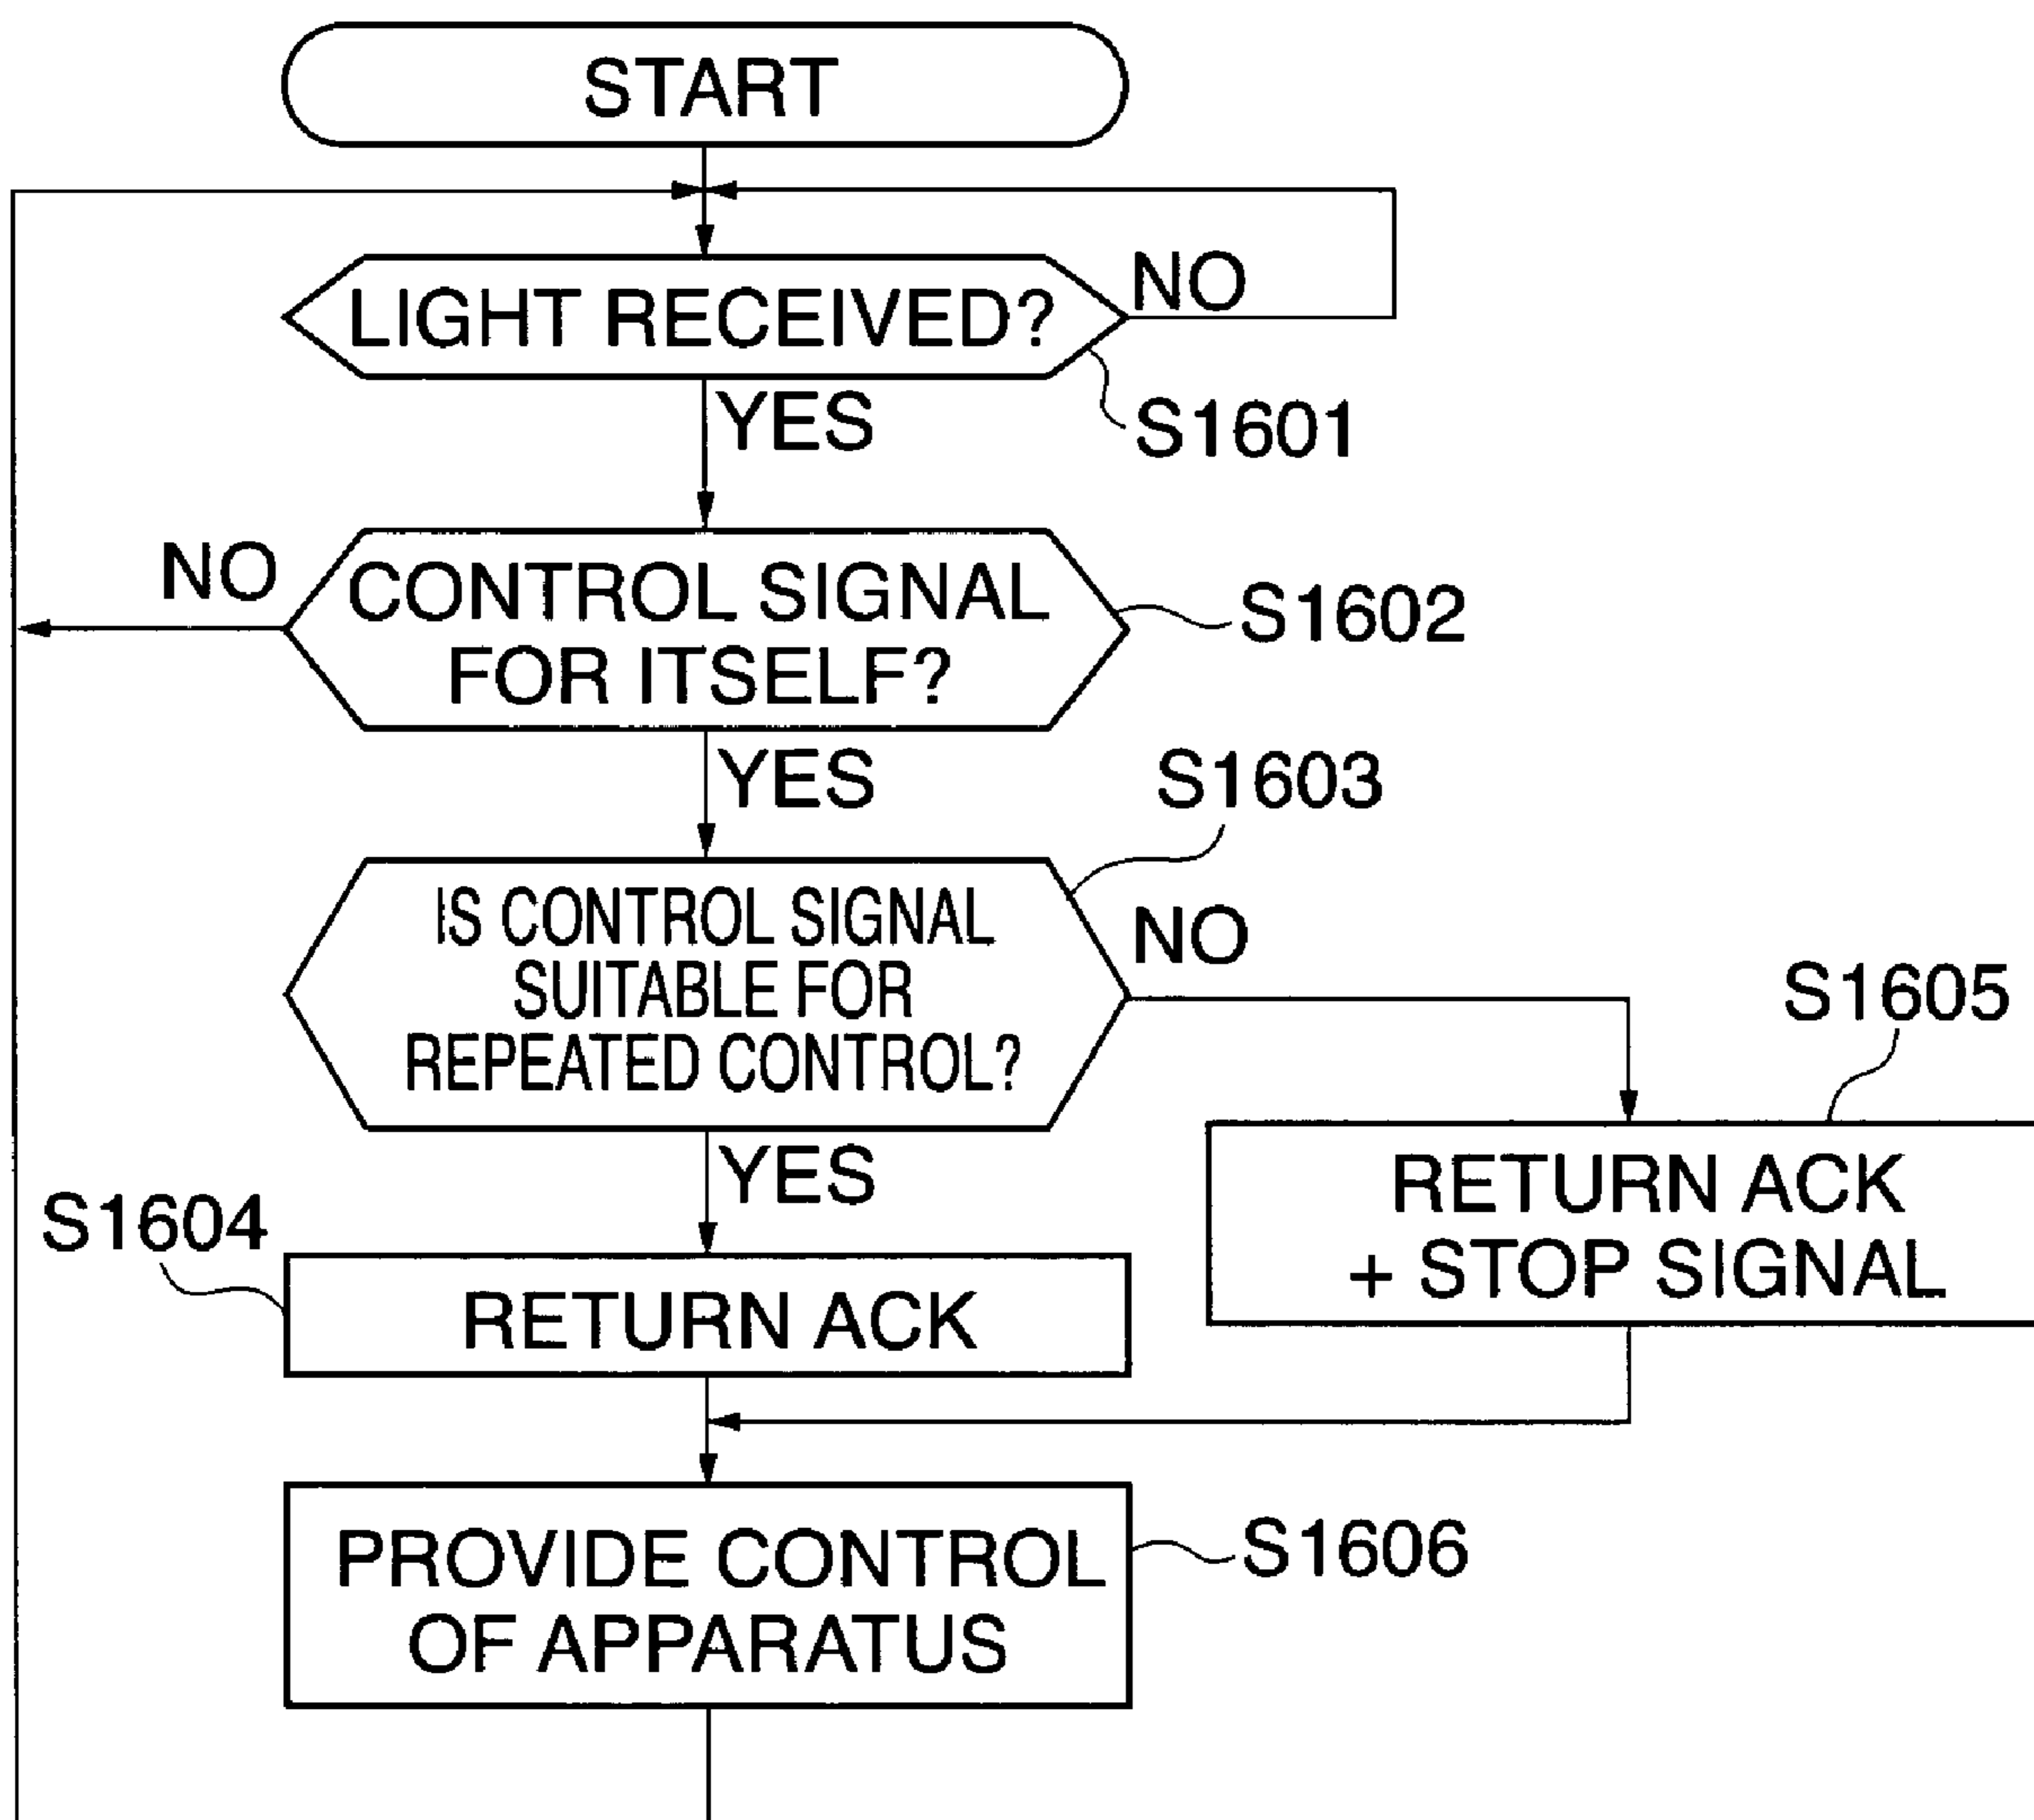 START
LIGHT RECEIVED?
NO
S1601
YES
CONTROL SIGNAL
FOR ITSELF?
NO
S1602
YES
S1603
IS CONTROL SIGNAL
SUITABLE FOR
REPEATED CONTROL?
NO
S1605
YES
RETURN ACK
+ STOP SIGNAL
S1604
RETURN ACK
PROVIDE CONTROL
OF APPARATUS
S1606